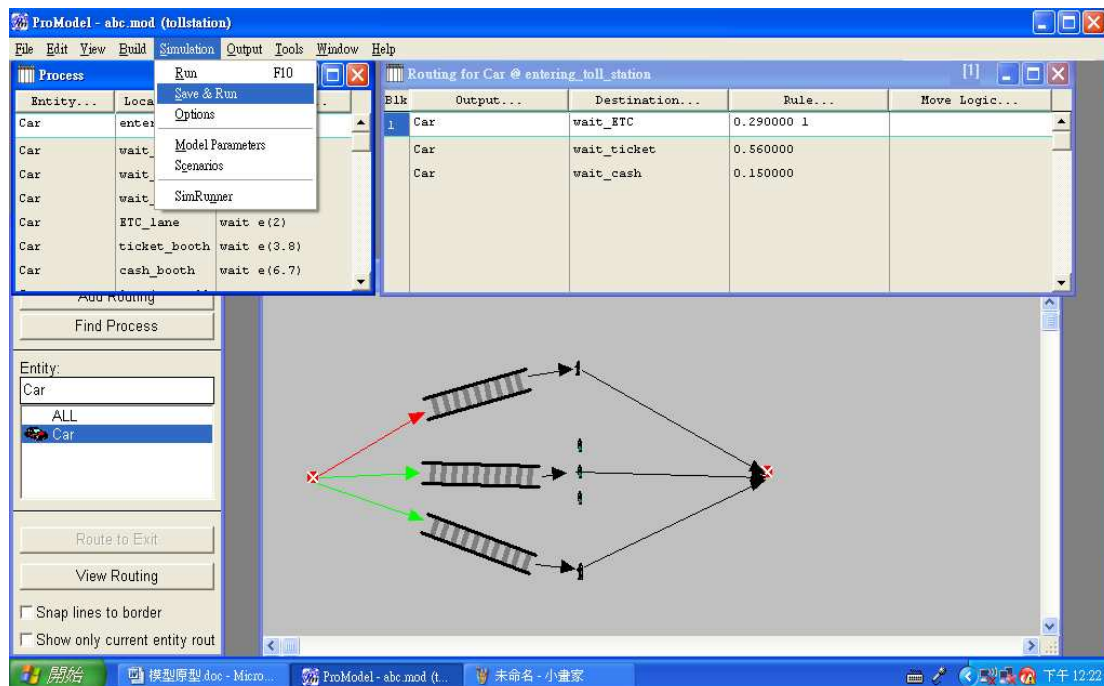 ProModel - abc.mod (tollstation)
File Edit View Build Simulation Output Tools Window Help
Process
Run F10
Save & Run
Options
Model Parameters
Scenarios
SimRunner
Entity... Loca
Car enter
Car wait_
Car wait_
Car wait_
Car ETC_lane wait e(2)
Car ticket_booth wait e(3.8)
Car cash_booth wait e(6.7)
Routing for Car @ entering_toll_station [1]
Blk Output... Destination... Rule... Move Logic...
1 Car wait_ETC 0.290000 1
Car wait_ticket 0.560000
Car wait_cash 0.150000
Add Routing
Find Process
Entity:
Car
ALL
Car
Route to Exit
View Routing
Snap lines to border
Show only current entity rout
開始 模型原型.doc - Micro... ProModel - abc.mod (t... 未命名 - 小畫家 下午 12:22